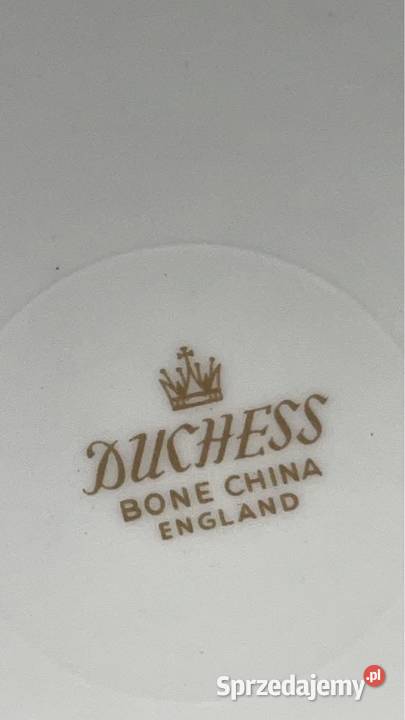 DUCHESS
BONE CHINA
ENGLAND
Sprzedajemy.pl